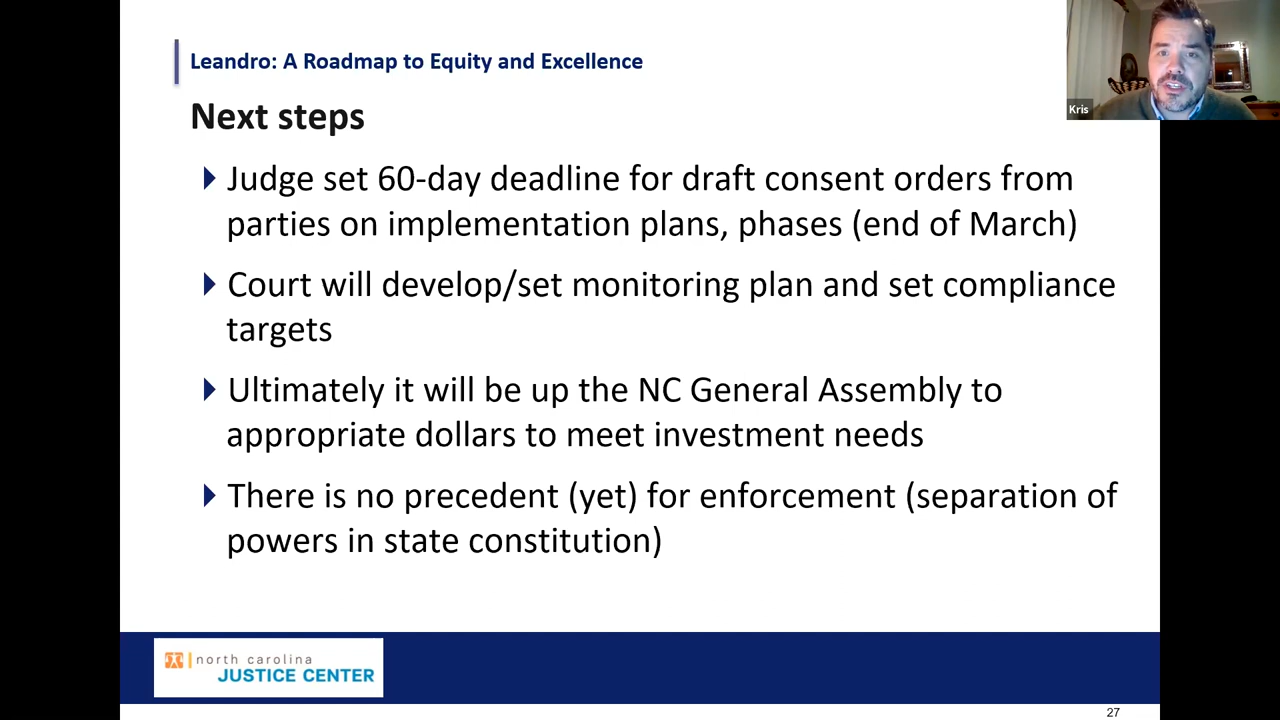 Leandro: A Roadmap to Equity and Excellence
Kris
Next steps
Judge set 60-day deadline for draft consent orders from
parties on implementation plans, phases (end of March)
Court will develop/set monitoring plan and set compliance
targets
Ultimately it will be up the NC General Assembly to
appropriate dollars to meet investment needs
There is no precedent (yet) for enforcement (separation of
powers in state constitution)
north carolina
JUSTICE CENTER
27